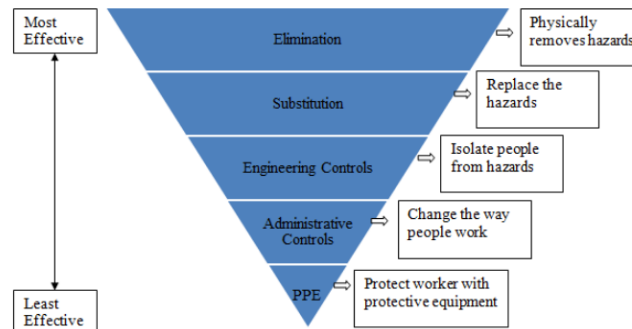 Most
Effective
Elimination
Physically
removes hazards
Substitution
Replace the
hazards
Engineering Controls
Isolate people
from hazards
Administrative
Controls
Change the way
people work
PPE
Protect worker with
protective equipment
Least
Effective